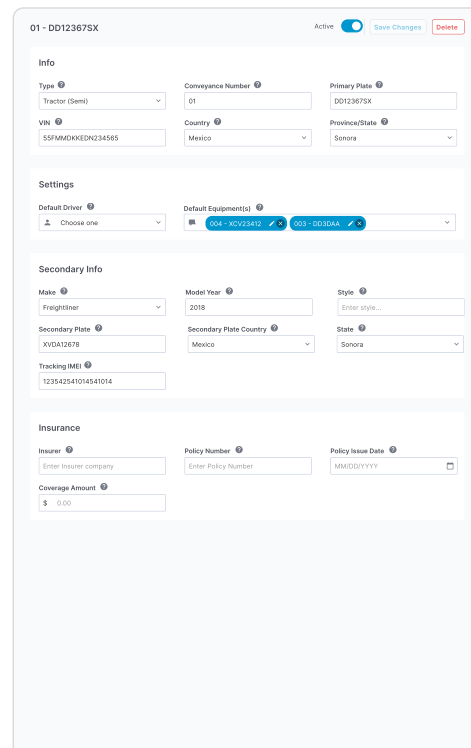 01 - DD12367SX
Active Save Changes Delete
Info
Type Conveyance Number Primary Plate
Tractor (Semi) 01 DD12367SX
VIN Country Province/State
55FMMDKKEDN234565 Mexico Sonora
Settings
Default Driver Default Equipment(s)
Choose one 004 - XCV23412 003 - DD3DAA
Secondary Info
Make Model Year Style
Freightliner 2018 Enter style...
Secondary Plate Secondary Plate Country State
XVDA12678 Mexico Sonora
Tracking IMEI
123542541014541014
Insurance
Insurer Policy Number Policy Issue Date
Enter Insurer company Enter Policy Number MM/DD/YYYY
Coverage Amount
$ 0.00